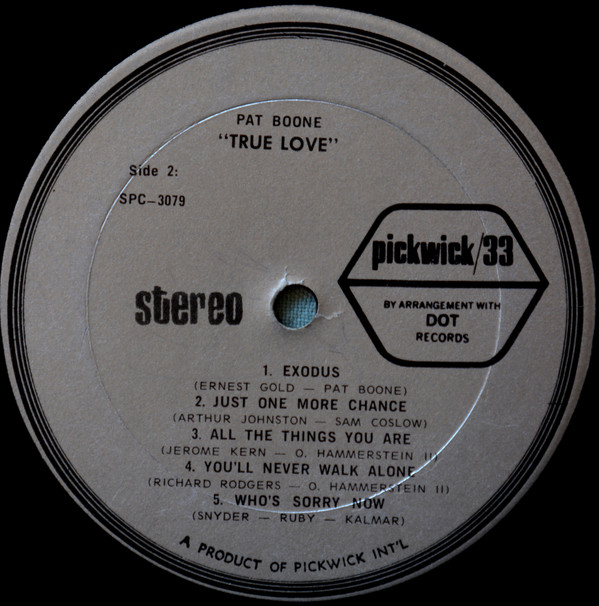 PAT BOONE
"TRUE LOVE"
Side 2:
SPC-3079
pickwick/33
stereo
BY ARRANGEMENT WITH
DOT
RECORDS
1. EXODUS
(ERNEST GOLD — PAT BOONE)
2. JUST ONE MORE CHANCE
(ARTHUR JOHNSTON — SAM COSLOW)
3. ALL THE THINGS YOU ARE
(JEROME KERN — O. HAMMERSTEIN II)
4. YOU'LL NEVER WALK ALONE
(RICHARD RODGERS — O. HAMMERSTEIN II)
5. WHO'S SORRY NOW
(SNYDER — RUBY — KALMAR)
A PRODUCT OF PICKWICK INT'L